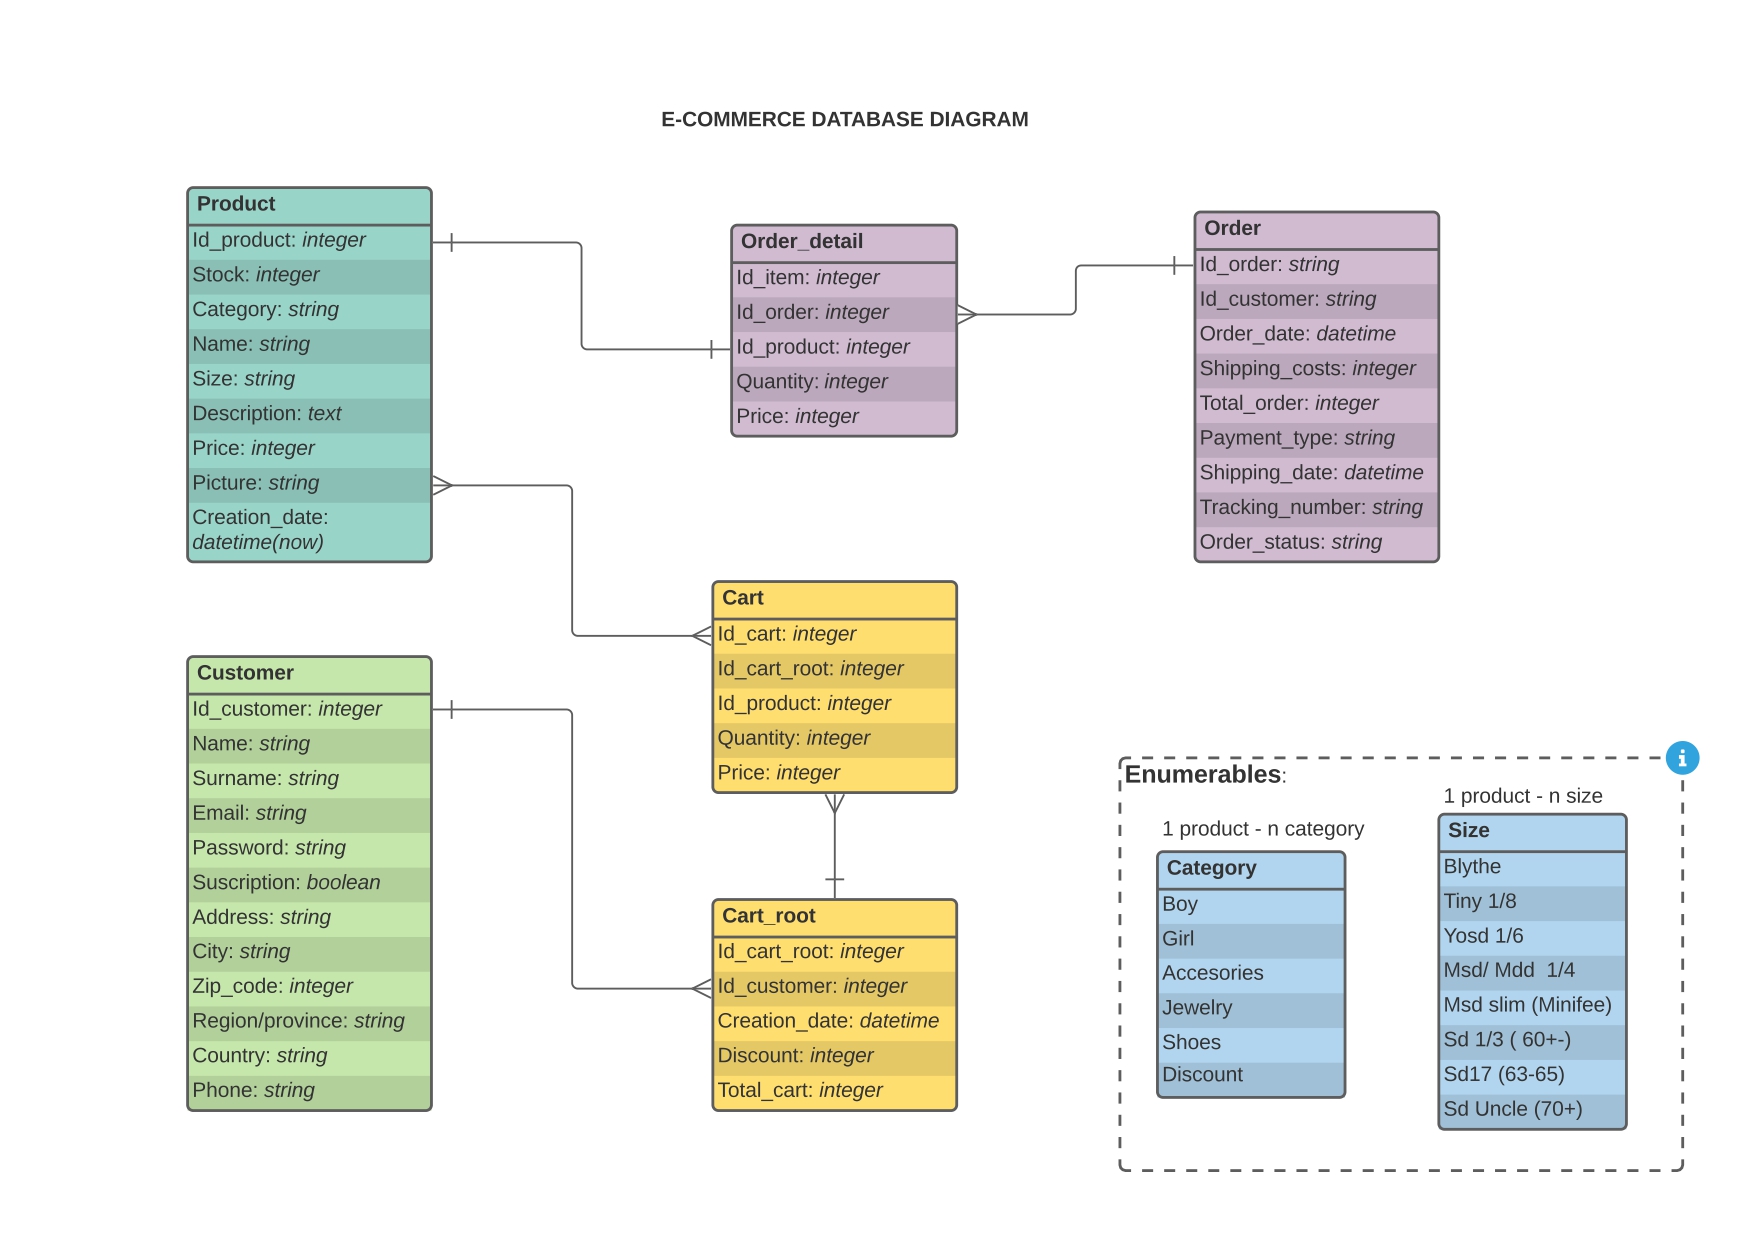 E-COMMERCE DATABASE DIAGRAM
Product
Id_product: integer
Stock: integer
Category: string
Name: string
Size: string
Description: text
Price: integer
Picture: string
Creation_date:
datetime(now)
Order_detail
Id_item: integer
Id_order: integer
Id_product: integer
Quantity: integer
Price: integer
Order
Id_order: string
Id_customer: string
Order_date: datetime
Shipping_costs: integer
Total_order: integer
Payment_type: string
Shipping_date: datetime
Tracking_number: string
Order_status: string
Customer
Id_customer: integer
Name: string
Surname: string
Email: string
Password: string
Suscription: boolean
Address: string
City: string
Zip_code: integer
Region/province: string
Country: string
Phone: string
Cart
Id_cart: integer
Id_cart_root: integer
Id_product: integer
Quantity: integer
Price: integer
Cart_root
Id_cart_root: integer
Id_customer: integer
Creation_date: datetime
Discount: integer
Total_cart: integer
i
Enumerables:
1 product - n category
Category
Boy
Girl
Accesories
Jewelry
Shoes
Discount
1 product - n size
Size
Blythe
Tiny 1/8
Yosd 1/6
Msd/ Mdd  1/4
Msd slim (Minifee)
Sd 1/3 ( 60+-)
Sd17 (63-65)
Sd Uncle (70+)